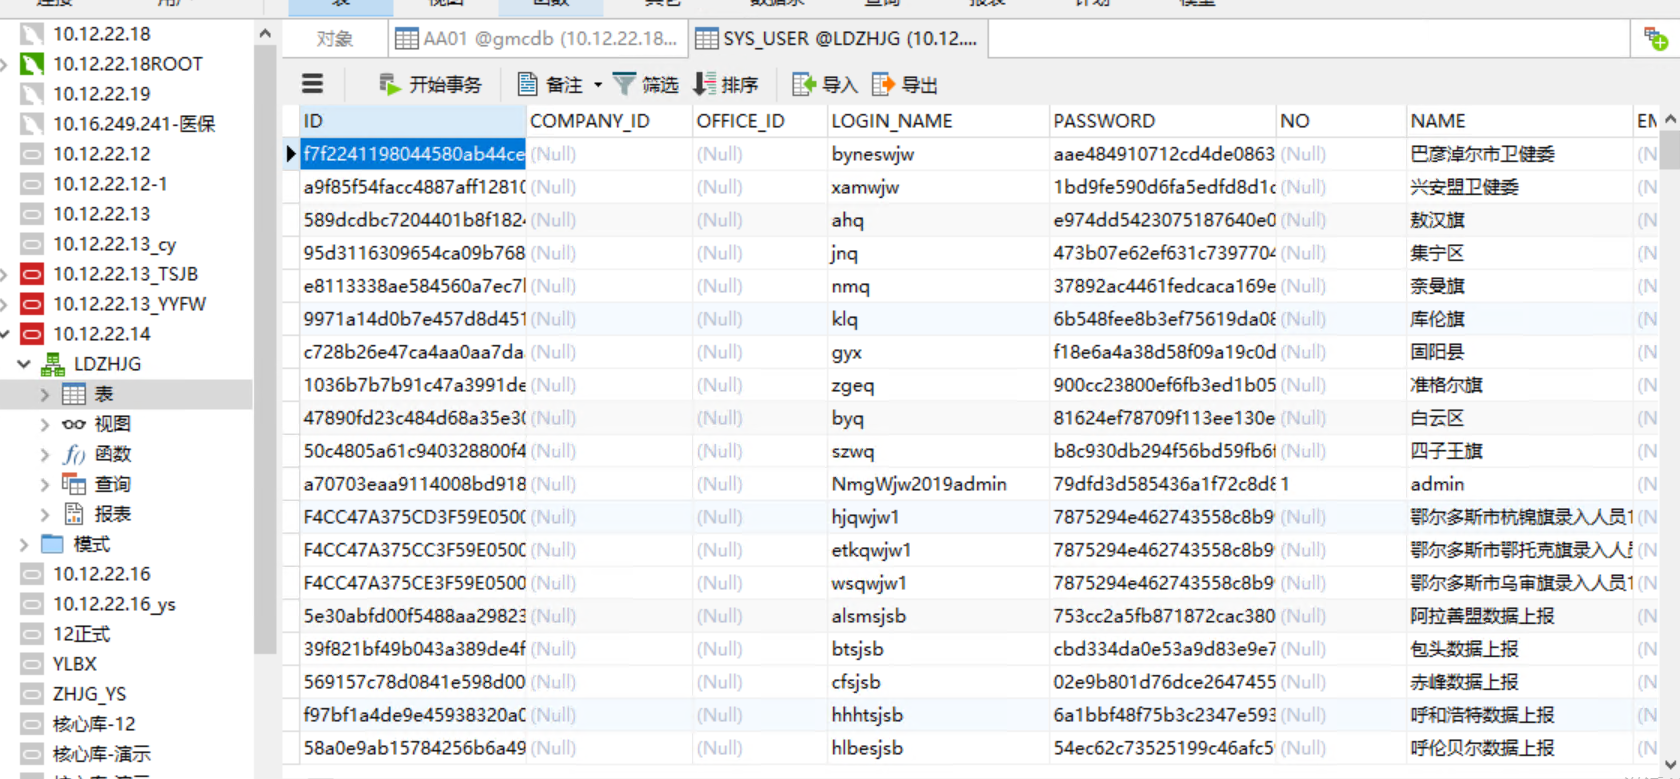 对象
AA01 @gmcdb (10.12.22.18...
SYS_USER @LDZHJG (10.12....
开始事务
备注
筛选
排序
导入
导出
10.12.22.18
10.12.22.18ROOT
10.12.22.19
10.16.249.241-医保
10.12.22.12
10.12.22.12-1
10.12.22.13
10.12.22.13_cy
10.12.22.13_TSJB
10.12.22.13_YYFW
10.12.22.14
LDZHJG
表
视图
函数
查询
报表
模式
10.12.22.16
10.12.22.16_ys
12正式
YLBX
ZHJG_YS
核心库-12
核心库-演示
ID COMPANY_ID OFFICE_ID LOGIN_NAME PASSWORD NO NAME EM
f7f2241198044580ab44ce (Null) (Null) byneswjw aae484910712cd4de0863 (Null) 巴彦淖尔市卫健委 (N
a9f85f54facc4887aff1281( (Null) (Null) xamwjw 1bd9fe590d6fa5edfd8d1c (Null) 兴安盟卫健委 (N
589dcdbc7204401b8f1824 (Null) (Null) ahq e974dd5423075187640e0 (Null) 敖汉旗 (N
95d3116309654ca09b768 (Null) (Null) jnq 473b07e62ef631c7397704 (Null) 集宁区 (N
e8113338ae584560a7ec7 (Null) (Null) nmq 37892ac4461fedcaca169e (Null) 奈曼旗 (N
9971a14d0b7e457d8d451 (Null) (Null) klq 6b548fee8b3ef75619da08 (Null) 库伦旗 (N
c728b26e47ca4aa0aa7da (Null) (Null) gyx f18e6a4a38d58f09a19c0d (Null) 固阳县 (N
1036b7b7b91c47a3991de (Null) (Null) zgeq 900cc23800ef6fb3ed1b05 (Null) 准格尔旗 (N
47890fd23c484d68a35e30 (Null) (Null) byq 81624ef78709f113ee130e (Null) 白云区 (N
50c4805a61c940328800f4 (Null) (Null) szwq b8c930db294f56bd59fb6f (Null) 四子王旗 (N
a70703eaa9114008bd918 (Null) (Null) NmgWjw2019admin 79dfd3d585436a1f72c8d8 1 admin (N
F4CC47A375CD3F59E0500 (Null) (Null) hjqwjw1 7875294e462743558c8b9 (Null) 鄂尔多斯市杭锦旗录入人员1 (N
F4CC47A375CC3F59E0500 (Null) (Null) etkqwjw1 7875294e462743558c8b9 (Null) 鄂尔多斯市鄂托克旗录入人员 (N
F4CC47A375CE3F59E0500 (Null) (Null) wsqwjw1 7875294e462743558c8b9 (Null) 鄂尔多斯市乌审旗录入人员1 (N
5e30abfd00f5488aa29823 (Null) (Null) alsmsjsb 753cc2a5fb871872cac380 (Null) 阿拉善盟数据上报 (N
39f821bf49b043a389de4f (Null) (Null) btsjsb cbd334da0e53a9d83e9e7 (Null) 包头数据上报 (N
569157c78d0841e598d00 (Null) (Null) cfsjsb 02e9b801d76dce2647455 (Null) 赤峰数据上报 (N
f97bf1a4de9e45938320a0 (Null) (Null) hhhtsjsb 6a1bbf48f75b3c2347e593 (Null) 呼和浩特数据上报 (N
58a0e9ab15784256b6a49 (Null) (Null) hlbesjsb 54ec62c73525199c46afc5 (Null) 呼伦贝尔数据上报 (N